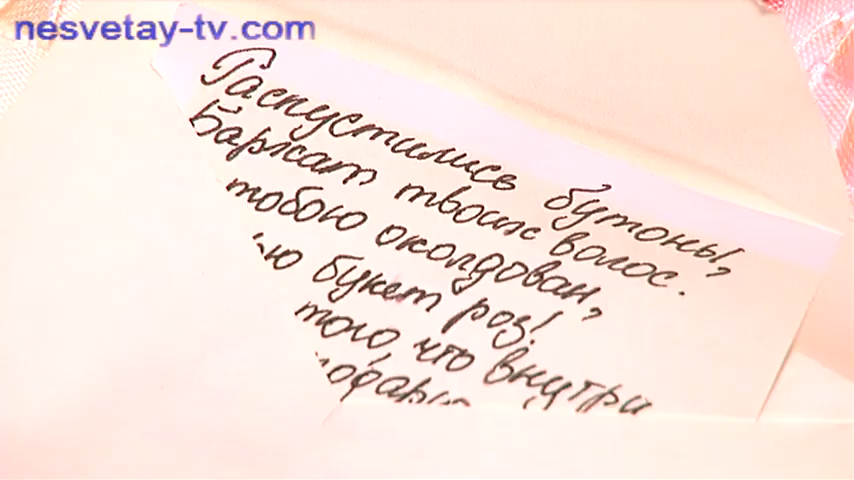 nesvetay-tv.com
Распустились бутоны,
Бархат твоих волос.
тобою околдован,
ю букет роз!
того, что внутри